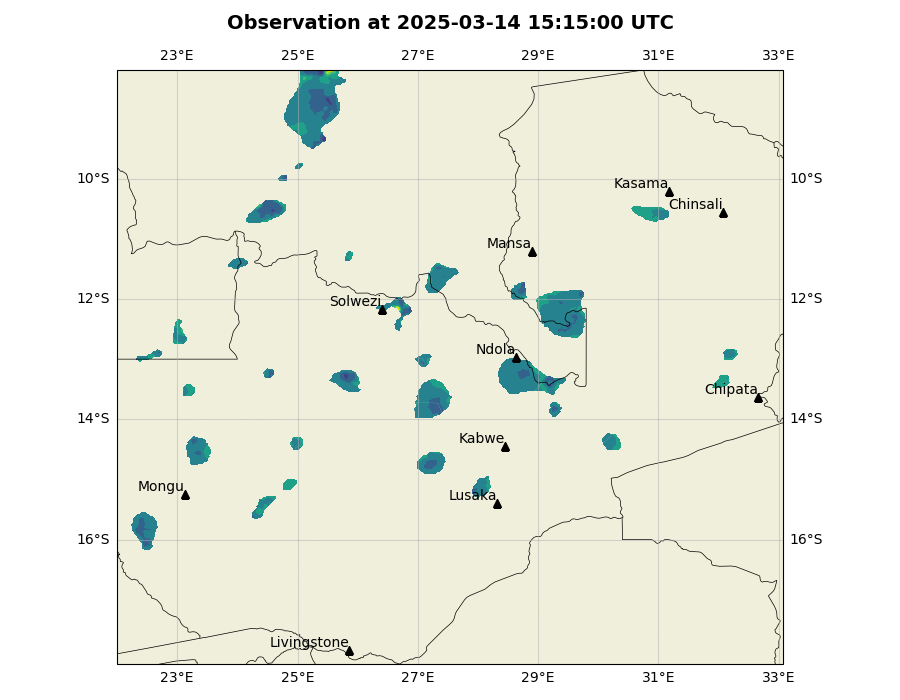 Observation at 2025-03-14 15:15:00 UTC
23°E 25°E 27°E 29°E 31°E 33°E
10°S 10°S
Kasama
Chinsali
Mansa
12°S 12°S
Solwezi
Ndola
Chipata
14°S 14°S
Kabwe
Mongu
Lusaka
16°S 16°S
Livingstone
23°E 25°E 27°E 29°E 31°E 33°E